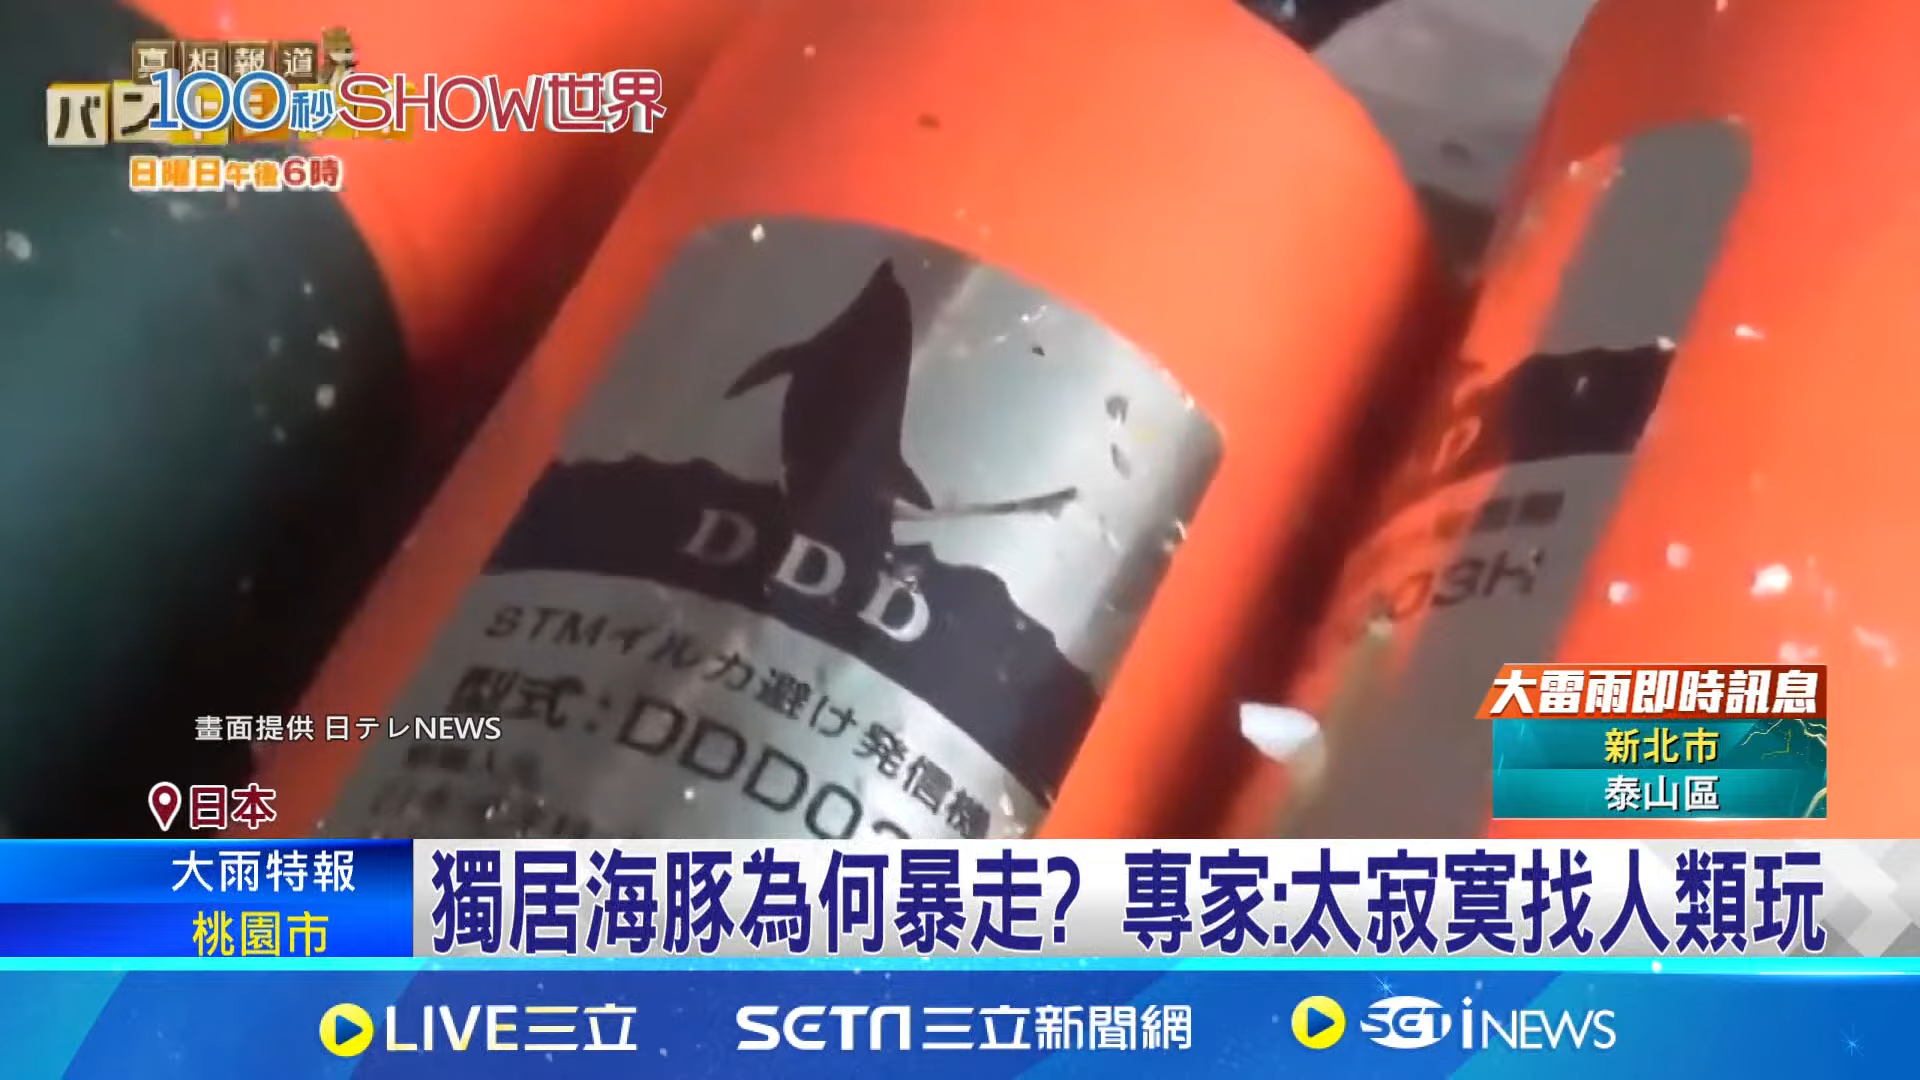 真相報道
バン
100秒SHOW世界
日曜日午後6時
DDD
STMイルカ避け発信機
型式:DDD03
003H
畫面提供 日テレNEWS
日本
大雷雨即時訊息
新北市
泰山區
大雨特報
桃園市
獨居海豚為何暴走? 專家:太寂寞找人類玩
LIVE三立
SETN三立新聞網
SETiNEWS